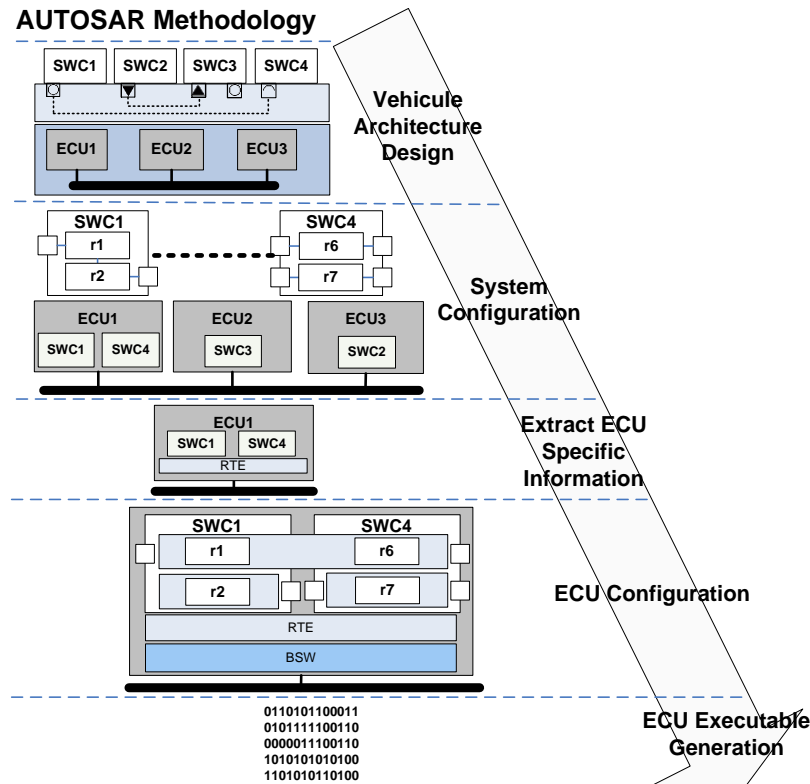 AUTOSAR Methodology
SWC1 SWC2 SWC3 SWC4
Vehicule
Architecture
Design
ECU1 ECU2 ECU3
SWC1 SWC4
r1 r6
r2 r7
System
Configuration
ECU1 ECU2 ECU3
SWC1 SWC4 SWC3 SWC2
Extract ECU
Specific
Information
ECU1
SWC1 SWC4
RTE
SWC1 SWC4
r1 r6
r2 r7
ECU Configuration
RTE
BSW
0110101100011
0101111100110
0000011100110
1010101010100
1101010110100
ECU Executable
Generation